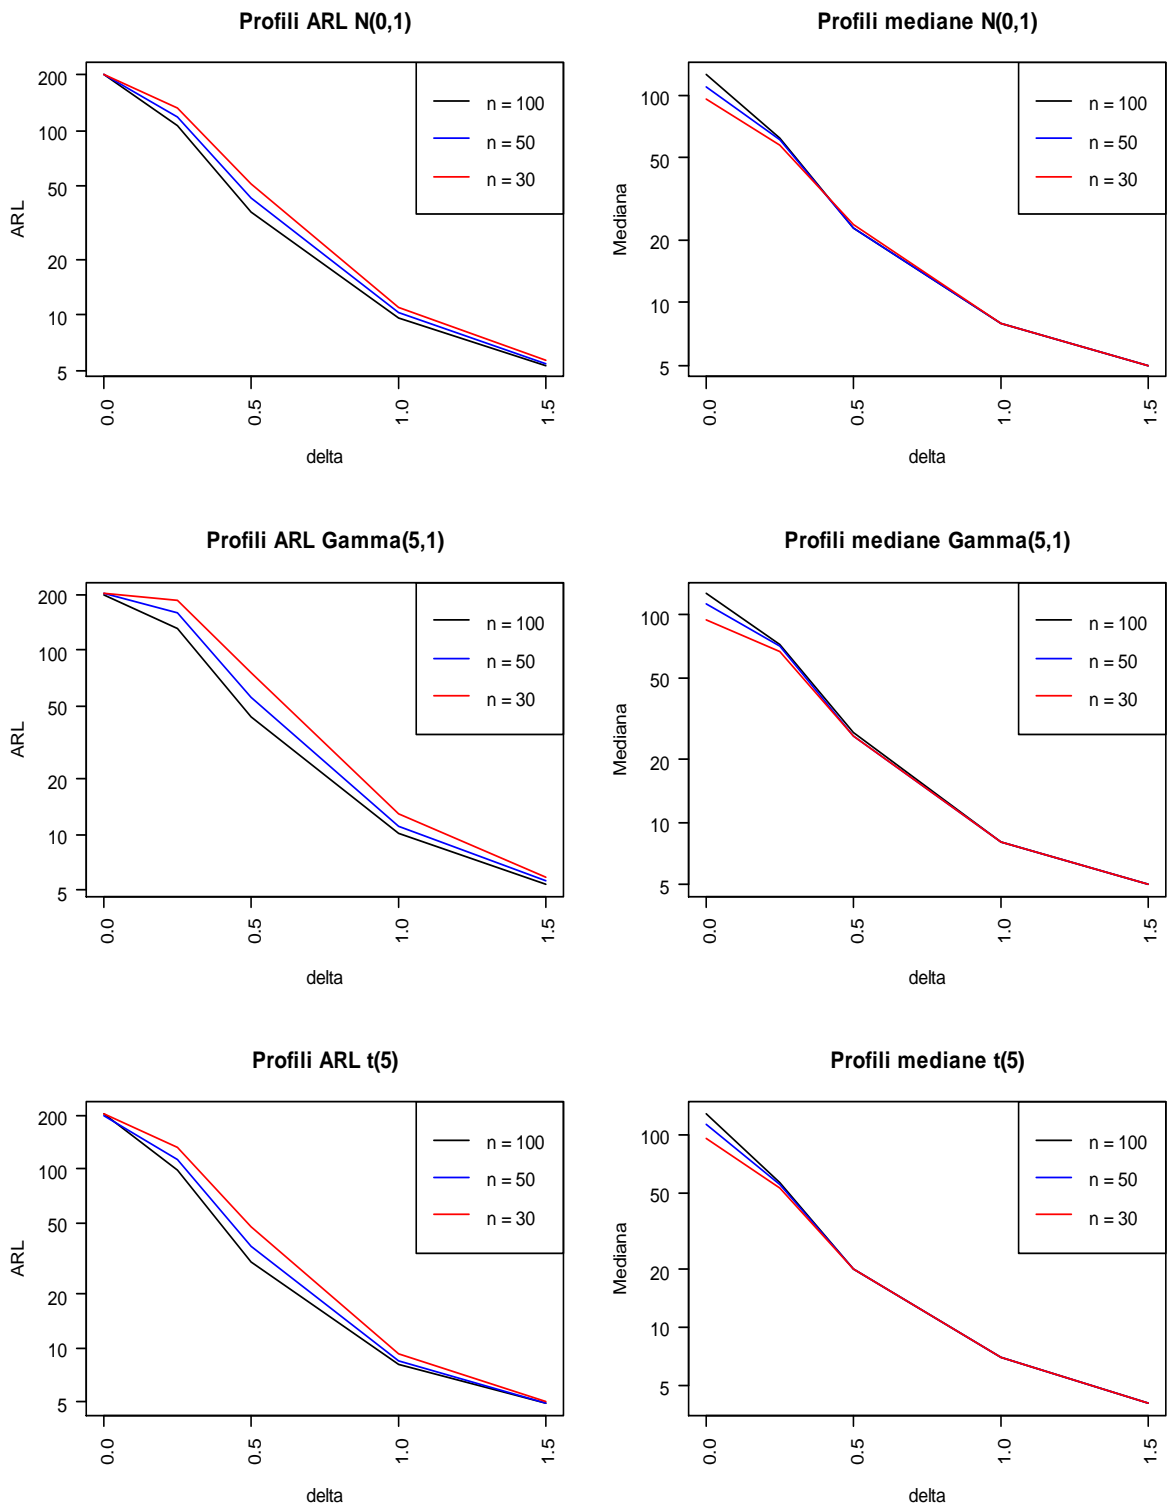 Profili ARL N(0,1)
ARL
200
100
50
20
10
5
n = 100
n = 50
n = 30
0.0
0.5
1.0
1.5
delta
Profili mediane N(0,1)
Mediana
100
50
20
10
5
n = 100
n = 50
n = 30
0.0
0.5
1.0
1.5
delta
Profili ARL Gamma(5,1)
ARL
200
100
50
20
10
5
n = 100
n = 50
n = 30
0.0
0.5
1.0
1.5
delta
Profili mediane Gamma(5,1)
Mediana
100
50
20
10
5
n = 100
n = 50
n = 30
0.0
0.5
1.0
1.5
delta
Profili ARL t(5)
ARL
200
100
50
20
10
5
n = 100
n = 50
n = 30
0.0
0.5
1.0
1.5
delta
Profili mediane t(5)
Mediana
100
50
20
10
5
n = 100
n = 50
n = 30
0.0
0.5
1.0
1.5
delta